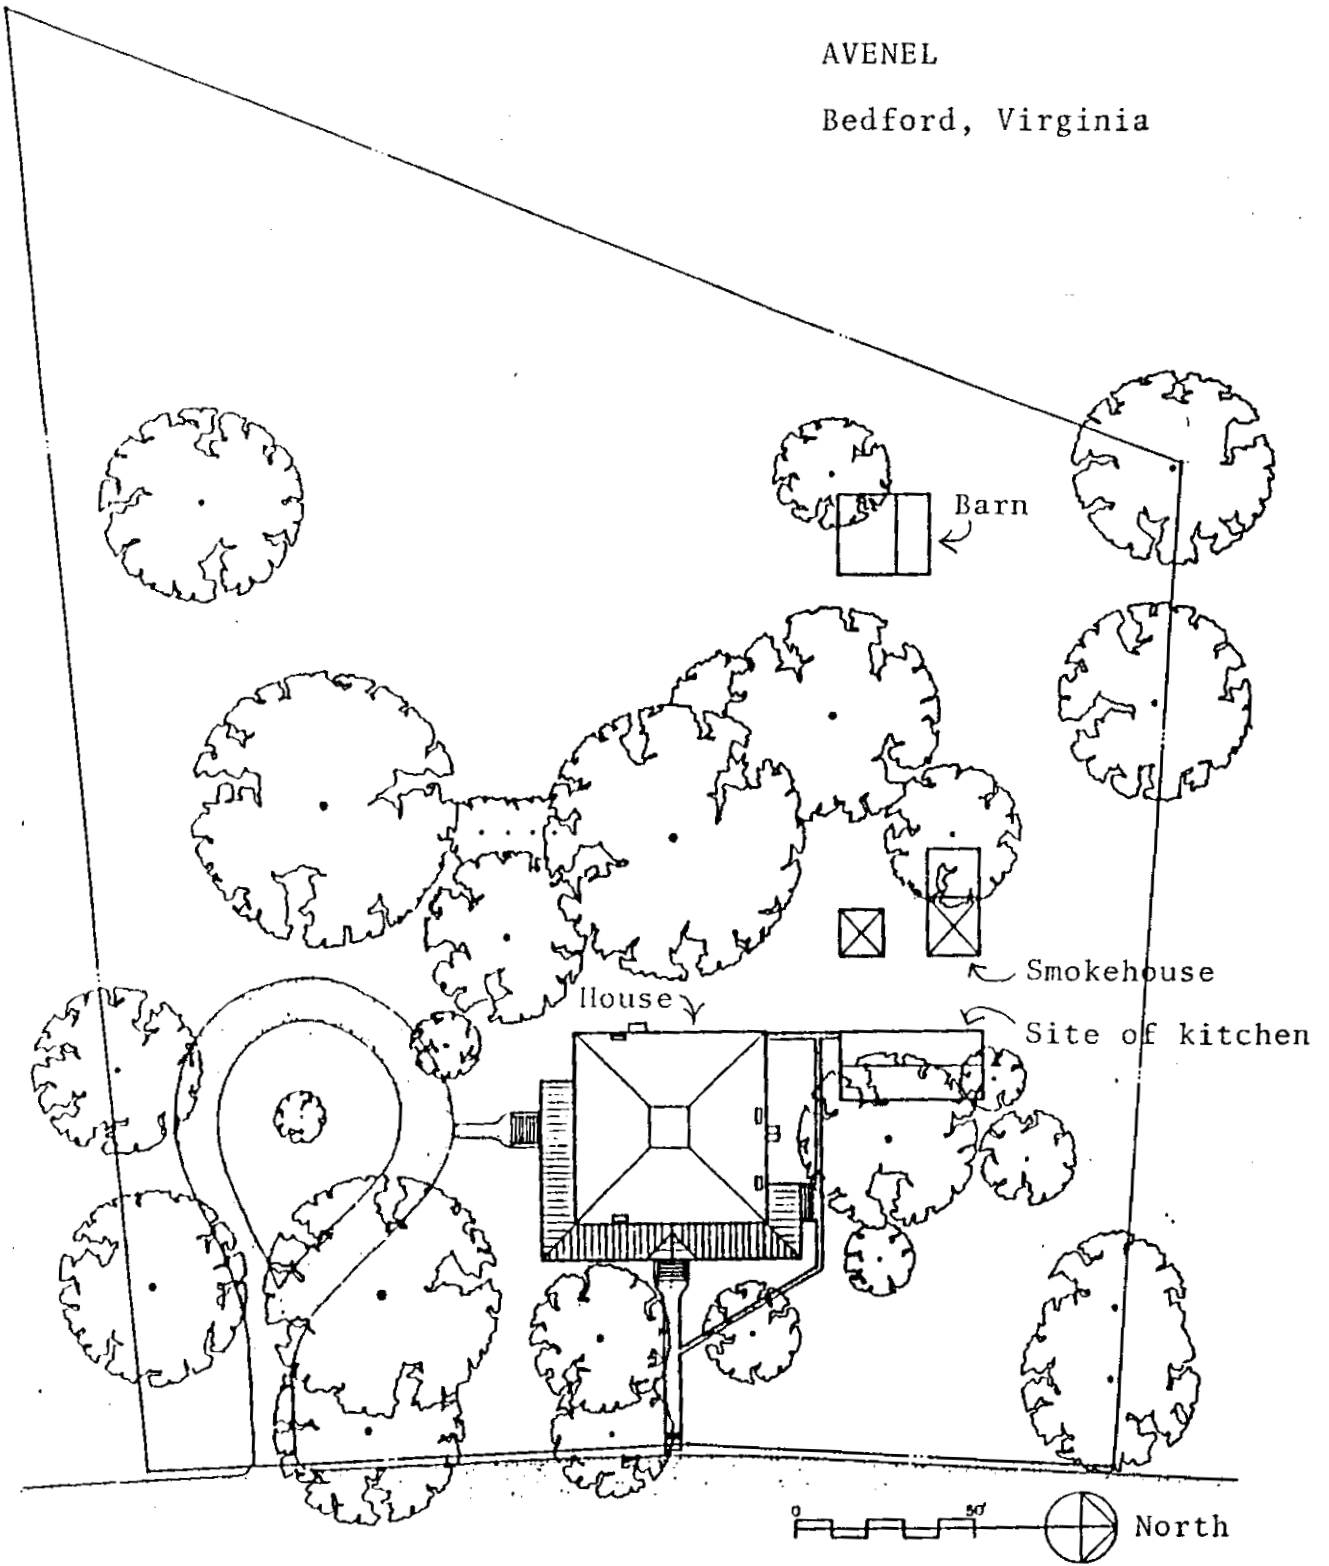 AVENEL
Bedford, Virginia
Barn
Smokehouse
House
Site of kitchen
0 50'
North